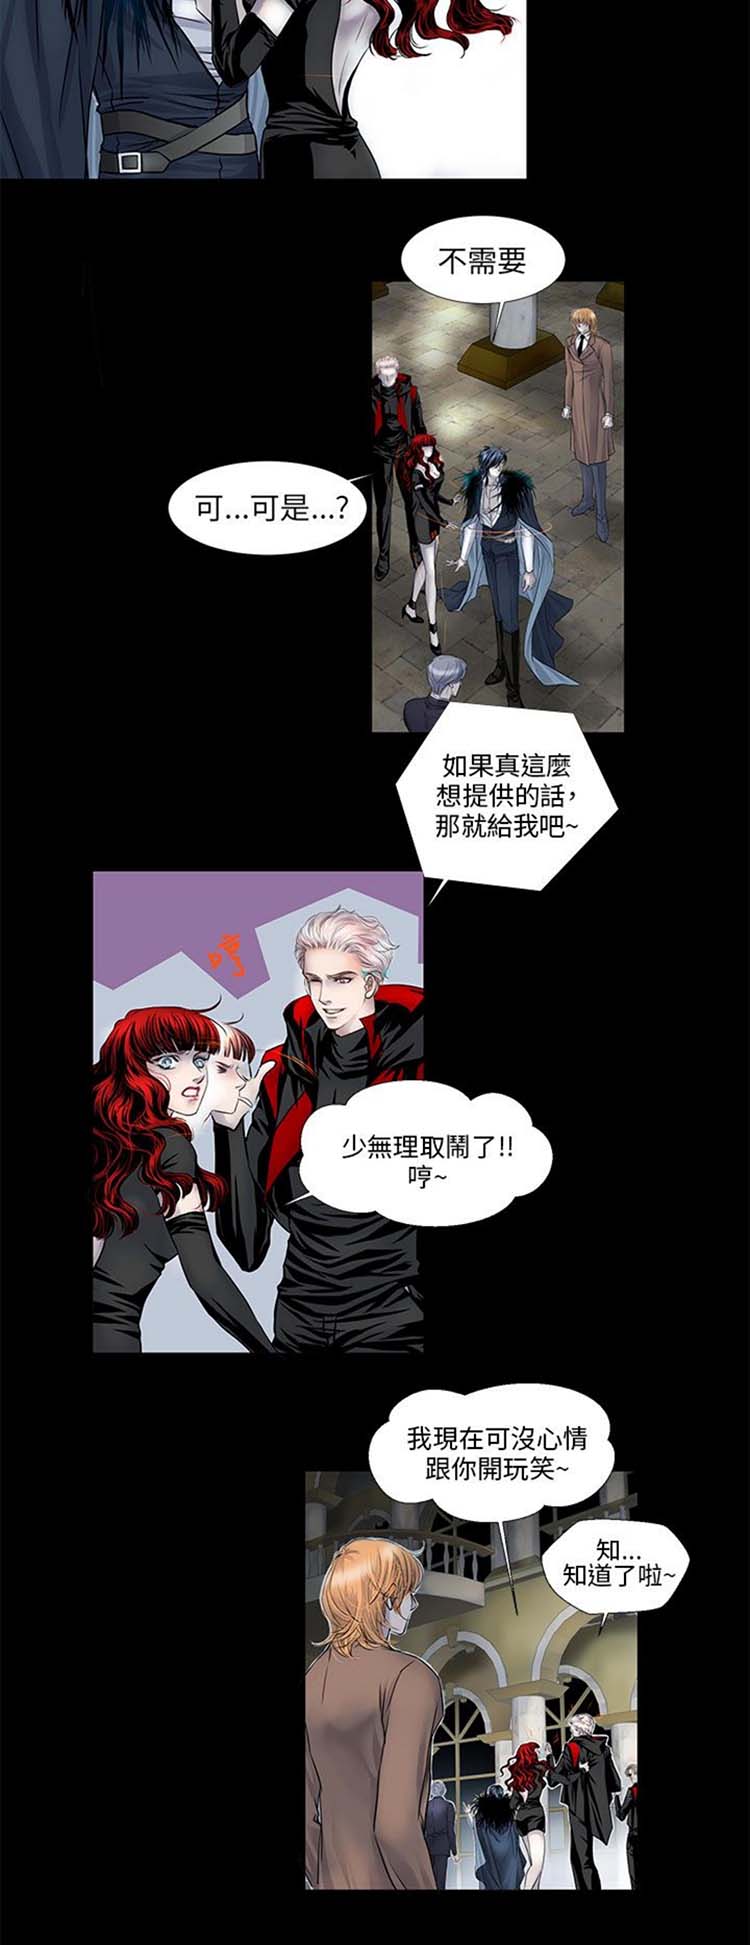 不需要
可...可是...?
如果真這麼
想提供的話，
那就給我吧~
哼
少無理取鬧了!!
哼~
我現在可沒心情
跟你開玩笑~
知...
知道了啦~